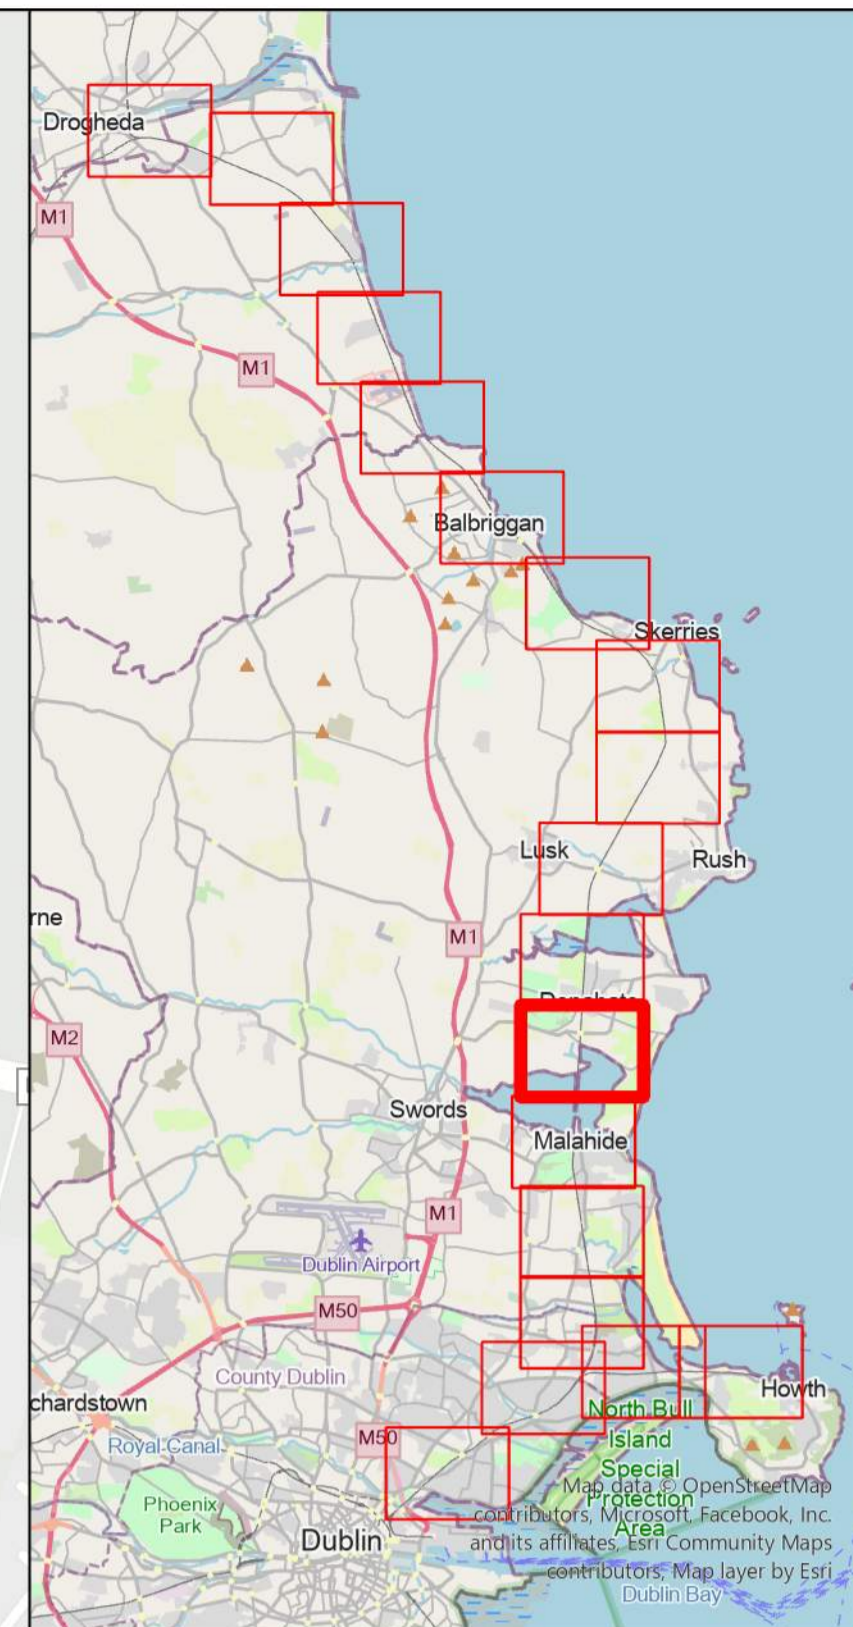 Drogheda
M1
M1
Balbriggan
Skerries
Lusk
Rush
rne
M1
M2
Swords
Malahide
M1
Dublin Airport
M50
County Dublin
chardstown
Howth
North Bull
Island
Special
Protection
Area
M50
Royal Canal
Phoenix
Park
Dublin
Map data © OpenStreetMap
contributors, Microsoft, Facebook, Inc.
and its affiliates, Esri Community Maps
contributors, Map layer by Esri
Dublin Bay